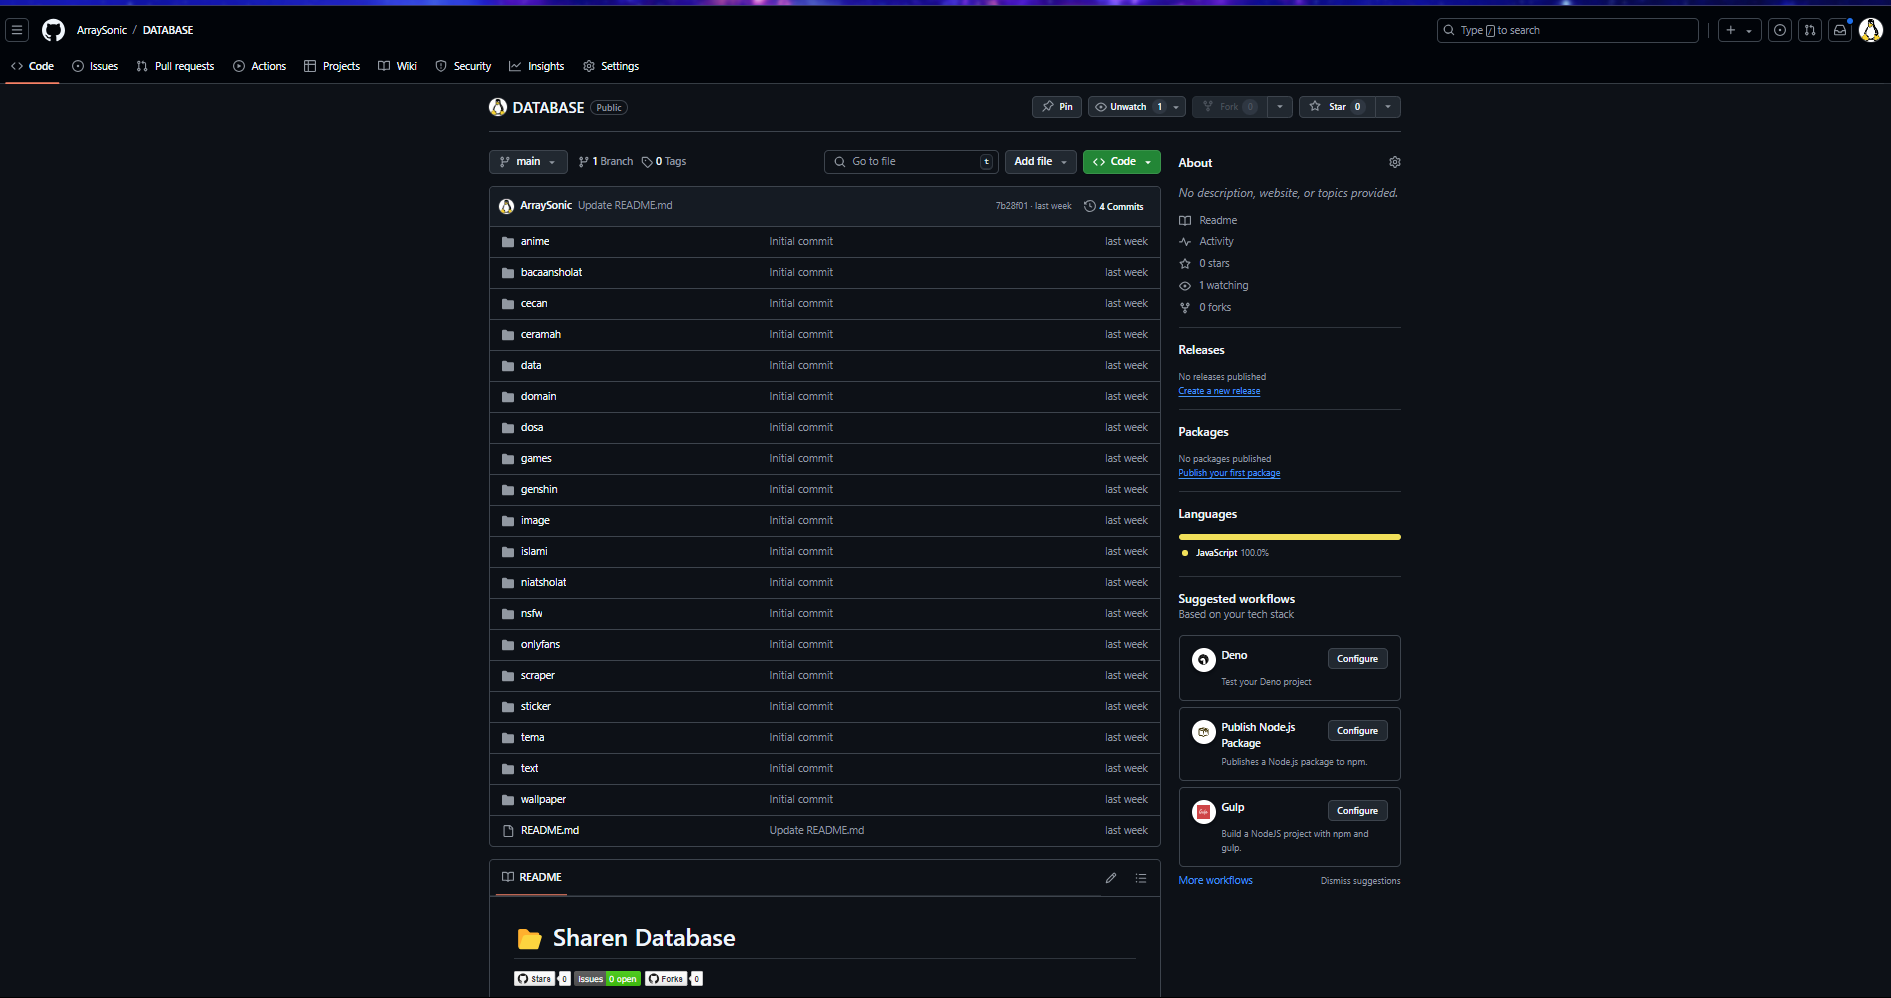 ArraySonic / DATABASE
Type / to search
Code Issues Pull requests Actions Projects Wiki Security Insights Settings
DATABASE Public
Pin Unwatch 1 Fork 0 Star 0
main 1 Branch 0 Tags Go to file t Add file Code
ArraySonic Update README.md 7b28f01 · last week 4 Commits
anime Initial commit last week
bacaansholat Initial commit last week
cecan Initial commit last week
ceramah Initial commit last week
data Initial commit last week
domain Initial commit last week
dosa Initial commit last week
games Initial commit last week
genshin Initial commit last week
image Initial commit last week
islami Initial commit last week
niatsholat Initial commit last week
nsfw Initial commit last week
onlyfans Initial commit last week
scraper Initial commit last week
sticker Initial commit last week
tema Initial commit last week
text Initial commit last week
wallpaper Initial commit last week
README.md Update README.md last week
README
Sharen Database
Stars 0 Issues 0 open Forks 0
About
No description, website, or topics provided.
Readme
Activity
0 stars
1 watching
0 forks
Releases
No releases published
Create a new release
Packages
No packages published
Publish your first package
Languages
JavaScript 100.0%
Suggested workflows
Based on your tech stack
Deno Configure
Test your Deno project
Publish Node.js
Package
Configure
Publishes a Node.js package to npm.
Gulp Configure
Build a NodeJS project with npm and
gulp.
More workflows Dismiss suggestions